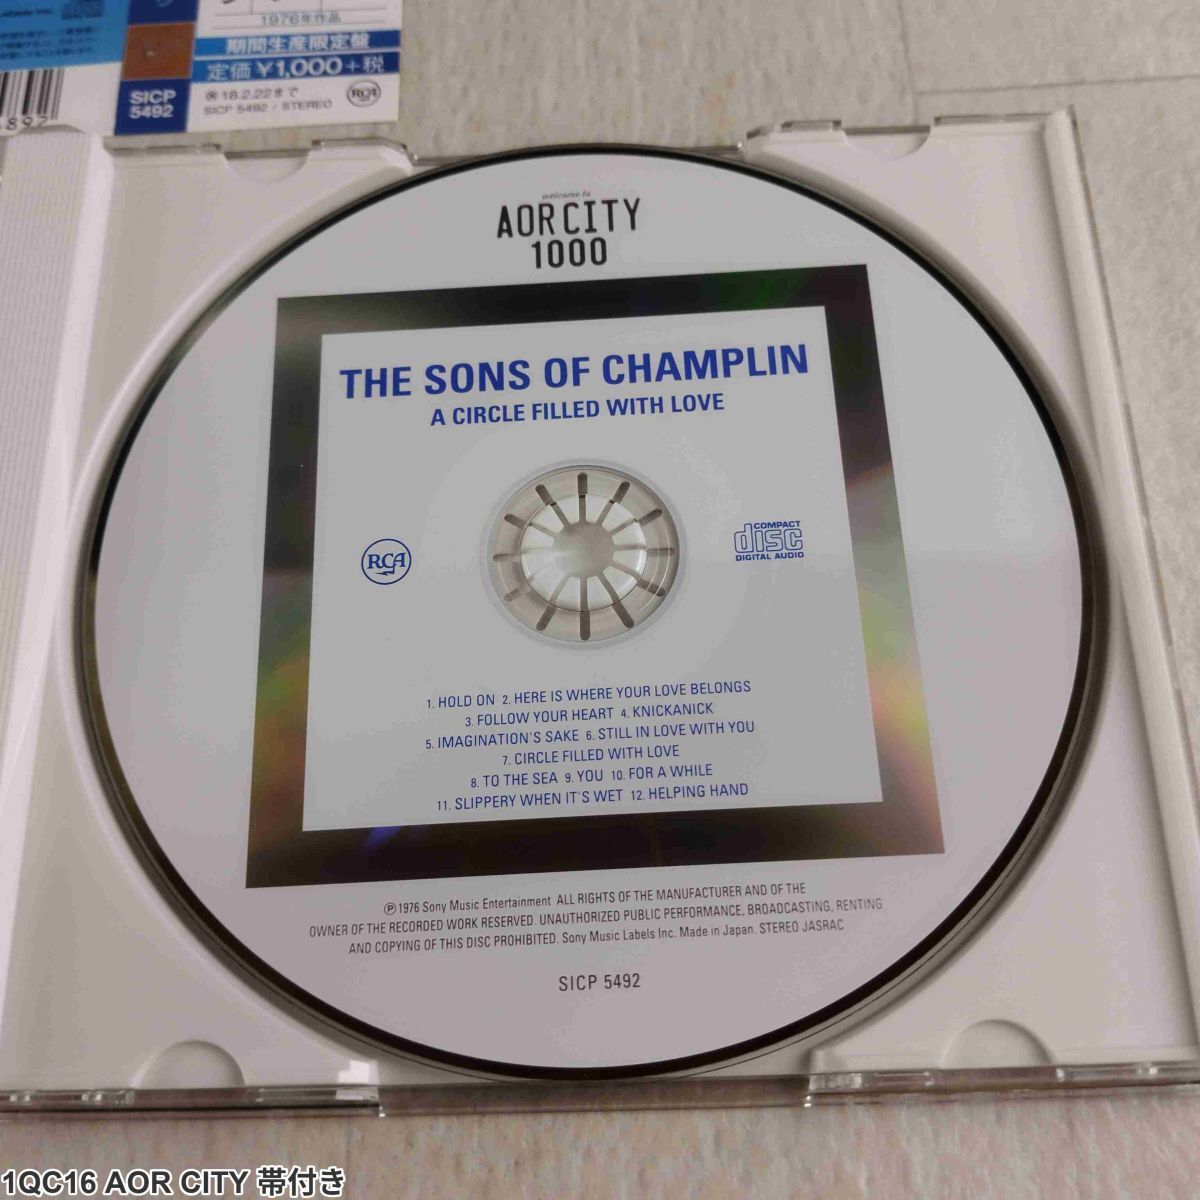 1976年作品
期間生産限定盤
定価¥1,000+税
SICP
5492
18.2.22まで
SICP 5492 / STEREO
RCA
welcome to
AOR CITY
1000
THE SONS OF CHAMPLIN
A CIRCLE FILLED WITH LOVE
RCA
COMPACT
disc
DIGITAL AUDIO
1. HOLD ON 2. HERE IS WHERE YOUR LOVE BELONGS
3. FOLLOW YOUR HEART 4. KNICKANICK
5. IMAGINATION'S SAKE 6. STILL IN LOVE WITH YOU
7. CIRCLE FILLED WITH LOVE
8. TO THE SEA 9. YOU 10. FOR A WHILE
11. SLIPPERY WHEN IT'S WET 12. HELPING HAND
℗1976 Sony Music Entertainment ALL RIGHTS OF THE MANUFACTURER AND OF THE
OWNER OF THE RECORDED WORK RESERVED. UNAUTHORIZED PUBLIC PERFORMANCE, BROADCASTING, RENTING
AND COPYING OF THIS DISC PROHIBITED. Sony Music Labels Inc. Made in Japan. STEREO JASRAC
SICP 5492
1QC16 AOR CITY 帯付き